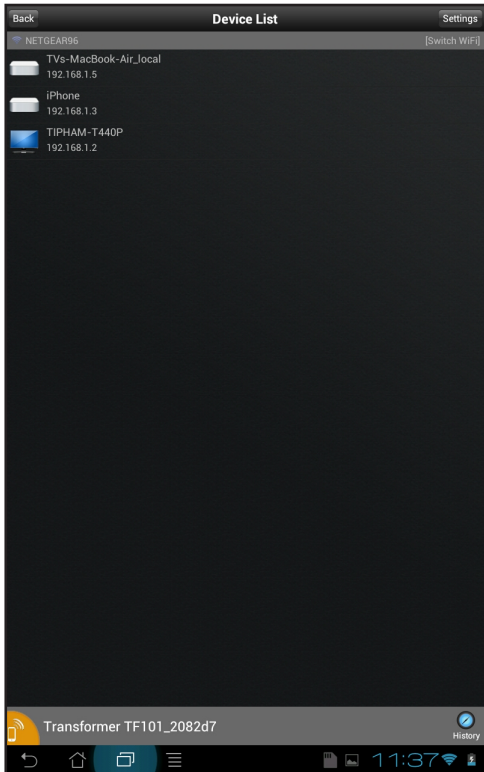 Back
Device List
Settings
NETGEAR96
[Switch WiFi]
TVs-MacBook-Air_local
192.168.1.5
iPhone
192.168.1.3
TIPHAM-T440P
192.168.1.2
Transformer TF101_2082d7
History
11:37